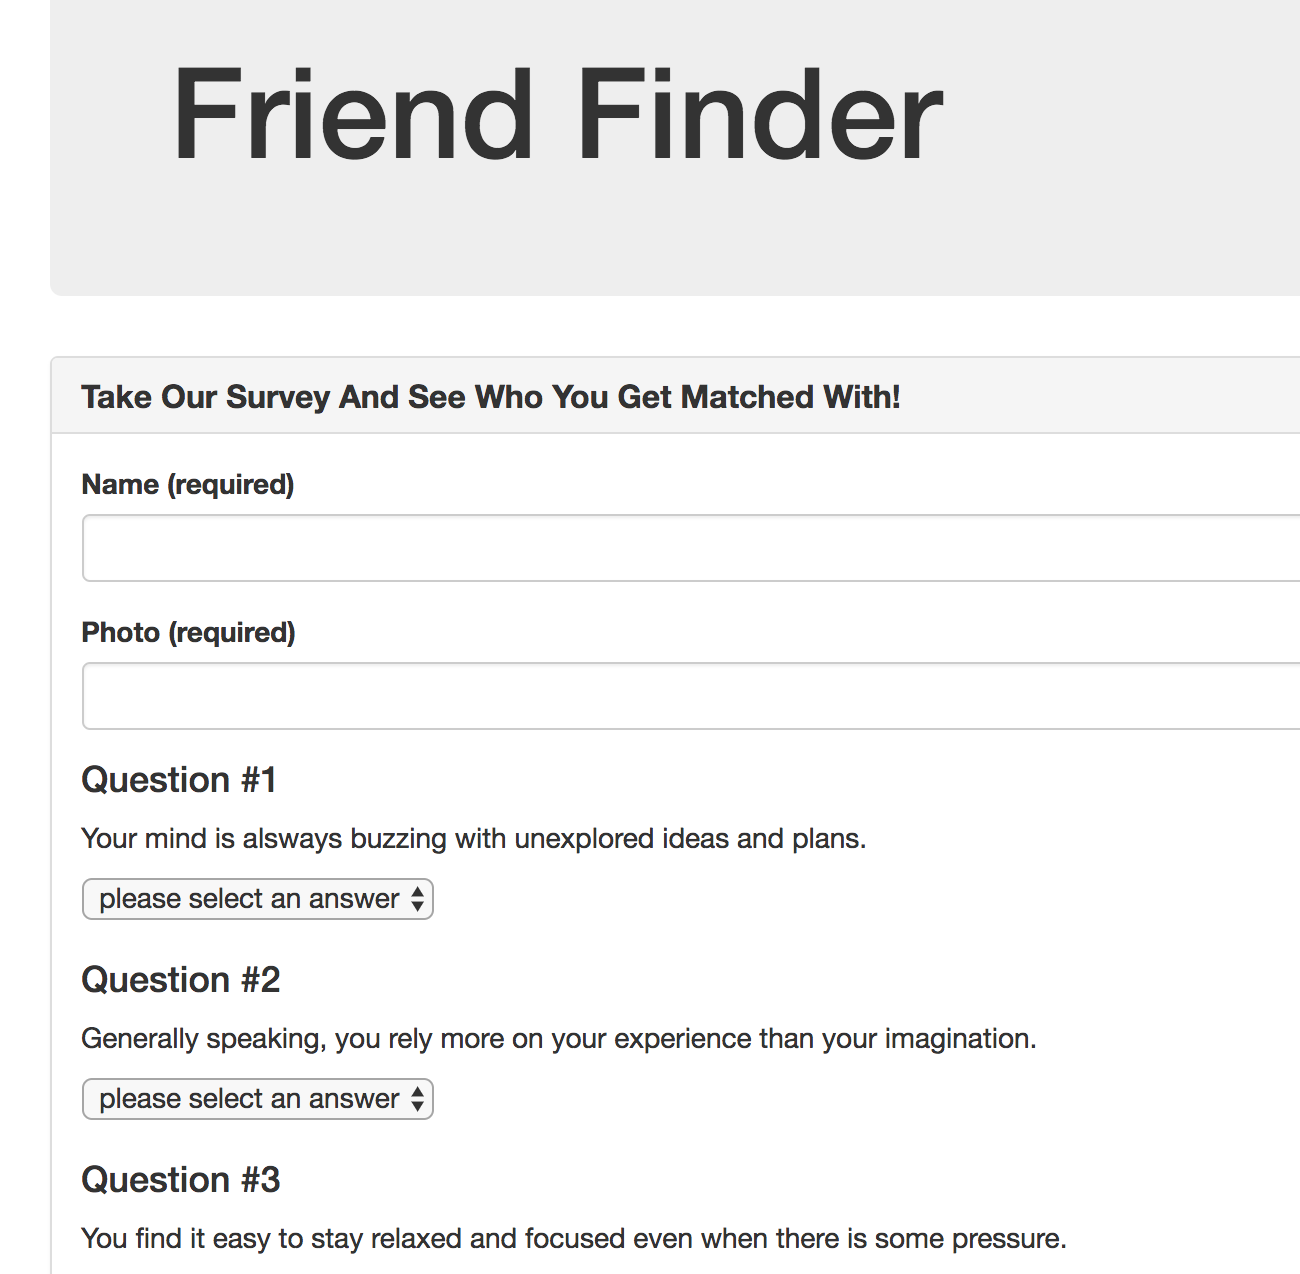 Friend Finder
Take Our Survey And See Who You Get Matched With!
Name (required)
Photo (required)
Question #1
Your mind is alsways buzzing with unexplored ideas and plans.
please select an answer
Question #2
Generally speaking, you rely more on your experience than your imagination.
please select an answer
Question #3
You find it easy to stay relaxed and focused even when there is some pressure.